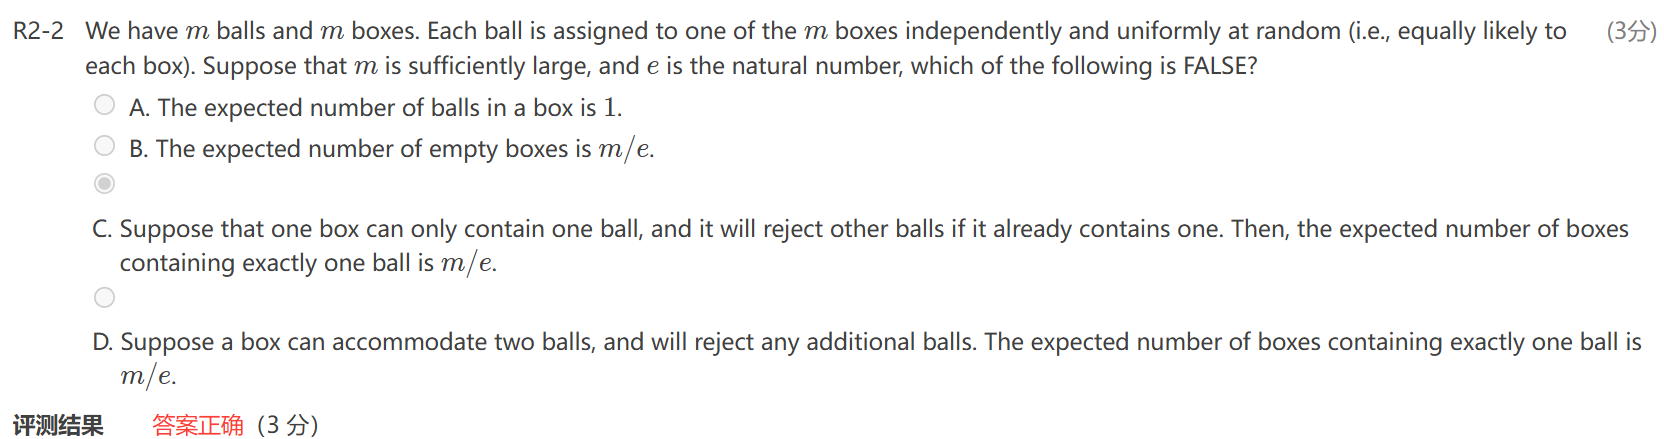 R2-2 We have m balls and m boxes. Each ball is assigned to one of the m boxes independently and uniformly at random (i.e., equally likely to (3分)
each box). Suppose that m is sufficiently large, and e is the natural number, which of the following is FALSE?
A. The expected number of balls in a box is 1.
B. The expected number of empty boxes is m/e.
C. Suppose that one box can only contain one ball, and it will reject other balls if it already contains one. Then, the expected number of boxes
containing exactly one ball is m/e.
D. Suppose a box can accommodate two balls, and will reject any additional balls. The expected number of boxes containing exactly one ball is
m/e.
评测结果 答案正确 (3 分)